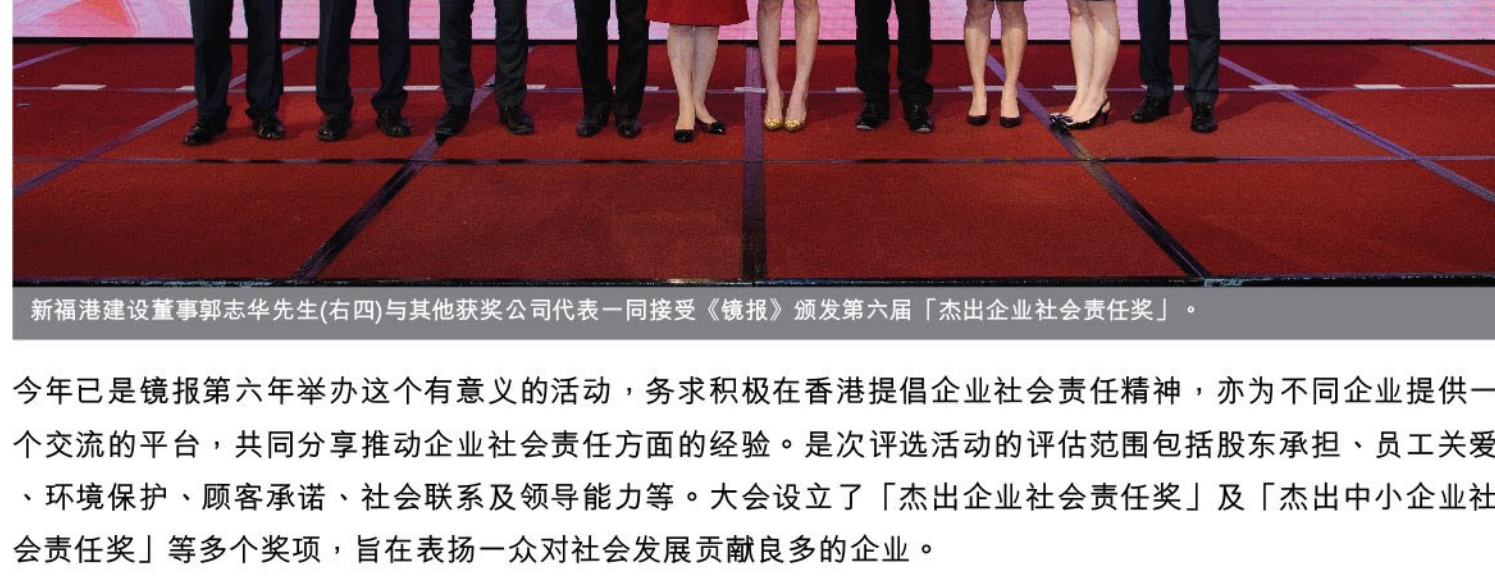 新福港建设董事郭志华先生(右四)与其他获奖公司代表一同接受《镜报》颁发第六届「杰出企业社会责任奖」。
今年已是镜报第六年举办这个有意义的活动，务求积极在香港提倡企业社会责任精神，亦为不同企业提供一
个交流的平台，共同分享推动企业社会责任方面的经验。是次评选活动的评估范围包括股东承担、员工关爱
、环境保护、顾客承诺、社会联系及领导能力等。大会设立了「杰出企业社会责任奖」及「杰出中小企业社
会责任奖」等多个奖项，旨在表扬一众对社会发展贡献良多的企业。